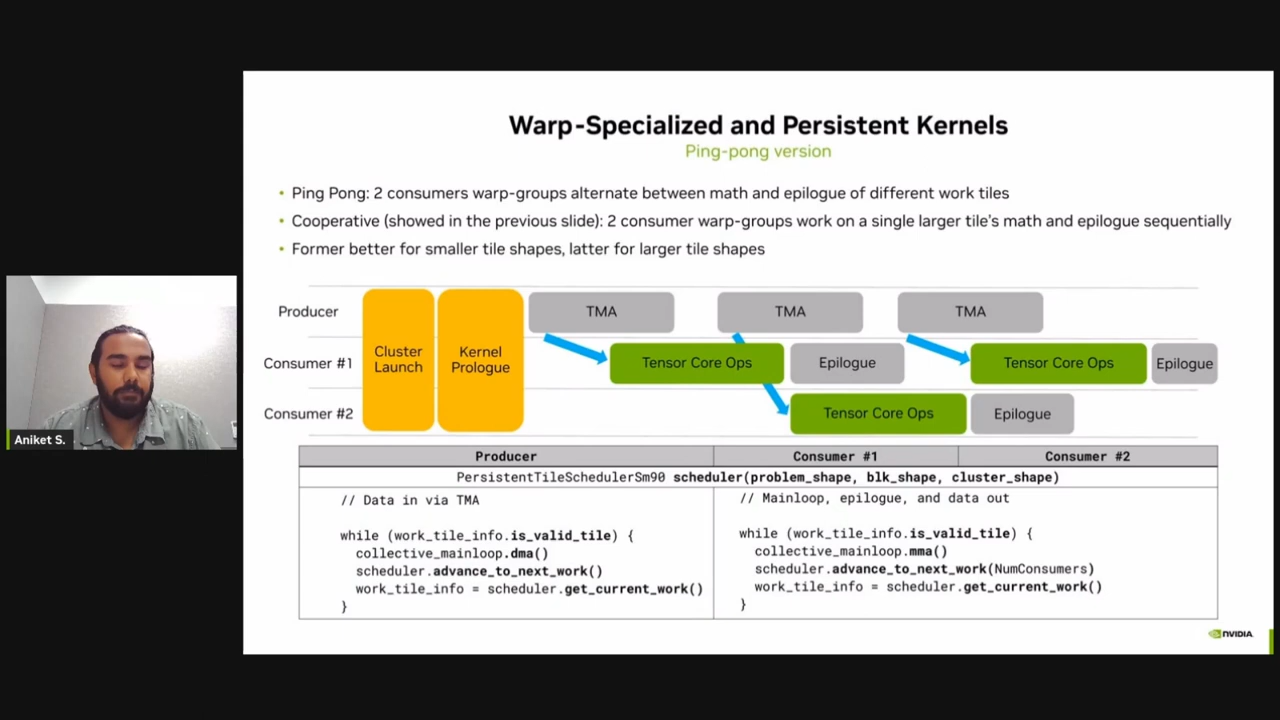 Warp-Specialized and Persistent Kernels
Ping-pong version
• Ping Pong: 2 consumers warp-groups alternate between math and epilogue of different work tiles
• Cooperative (showed in the previous slide): 2 consumer warp-groups work on a single larger tile's math and epilogue sequentially
• Former better for smaller tile shapes, latter for larger tile shapes
Producer
TMA
TMA
TMA
Cluster
Launch
Kernel
Prologue
Consumer #1
Tensor Core Ops
Epilogue
Tensor Core Ops
Epilogue
Consumer #2
Tensor Core Ops
Epilogue
Aniket S.
Producer
Consumer #1
Consumer #2
PersistentTileSchedulerSm90 scheduler(problem_shape, blk_shape, cluster_shape)
// Data in via TMA
while (work_tile_info.is_valid_tile) {
collective_mainloop.dma()
scheduler.advance_to_next_work()
work_tile_info = scheduler.get_current_work()
}
// Mainloop, epilogue, and data out
while (work_tile_info.is_valid_tile) {
collective_mainloop.mma()
scheduler.advance_to_next_work(NumConsumers)
work_tile_info = scheduler.get_current_work()
}
NVIDIA